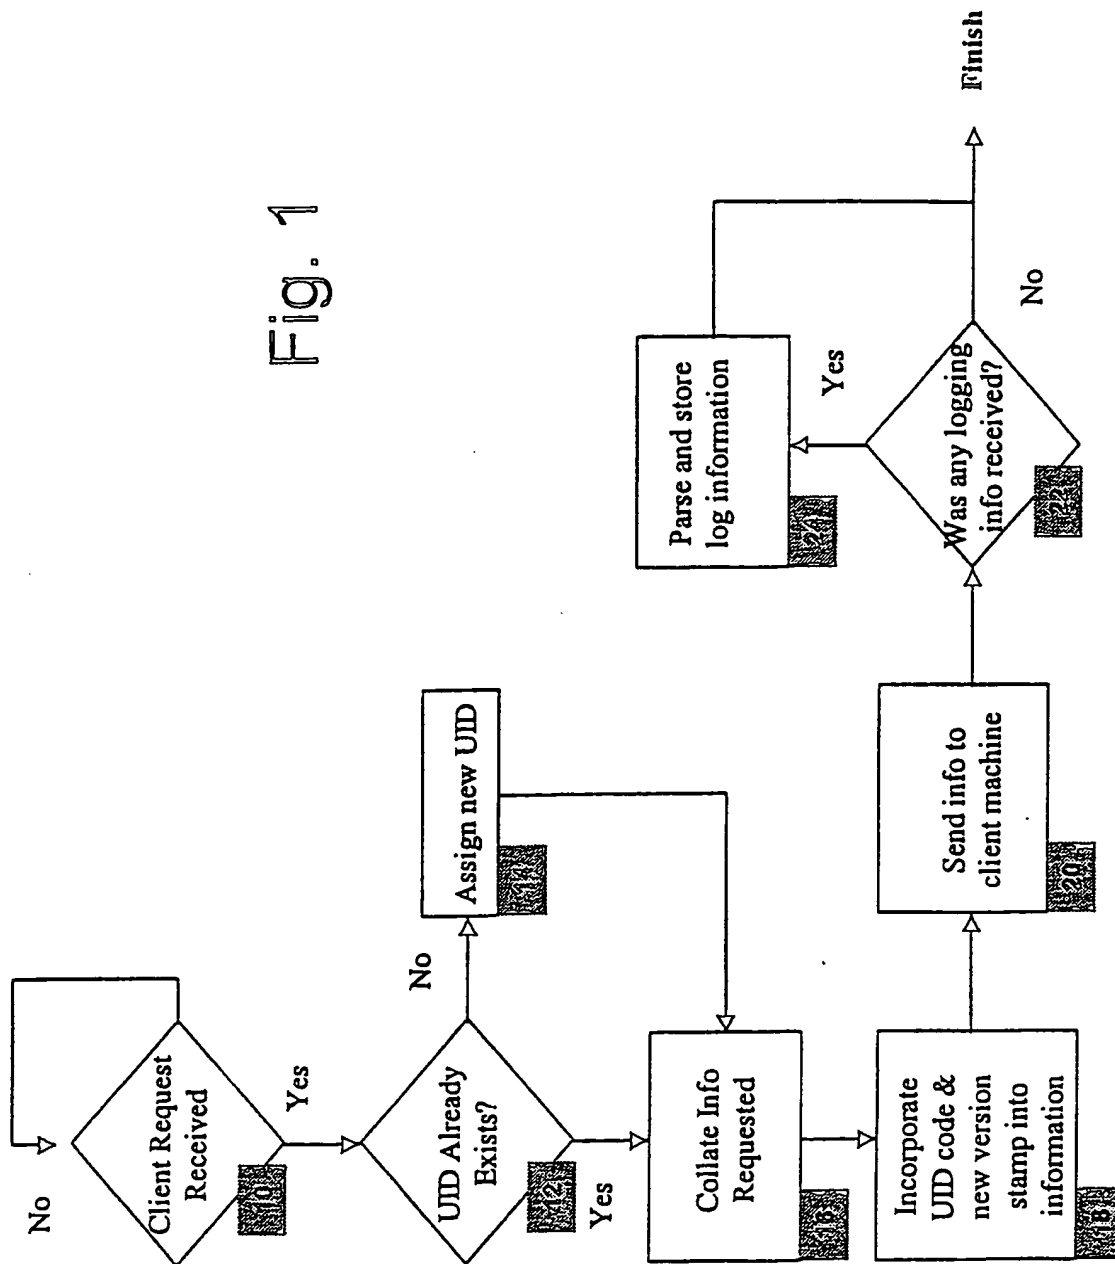 Fig. 1
No
Client Request
Received
10
Yes
UID Already
Exists?
12
No
Assign new UID
14
Yes
Collate Info
Requested
16
Incorporate
UID code &
new version
stamp into
information
18
Send info to
client machine
20
Was any logging
info received?
22
Yes
Parse and store
log information
24
No
Finish